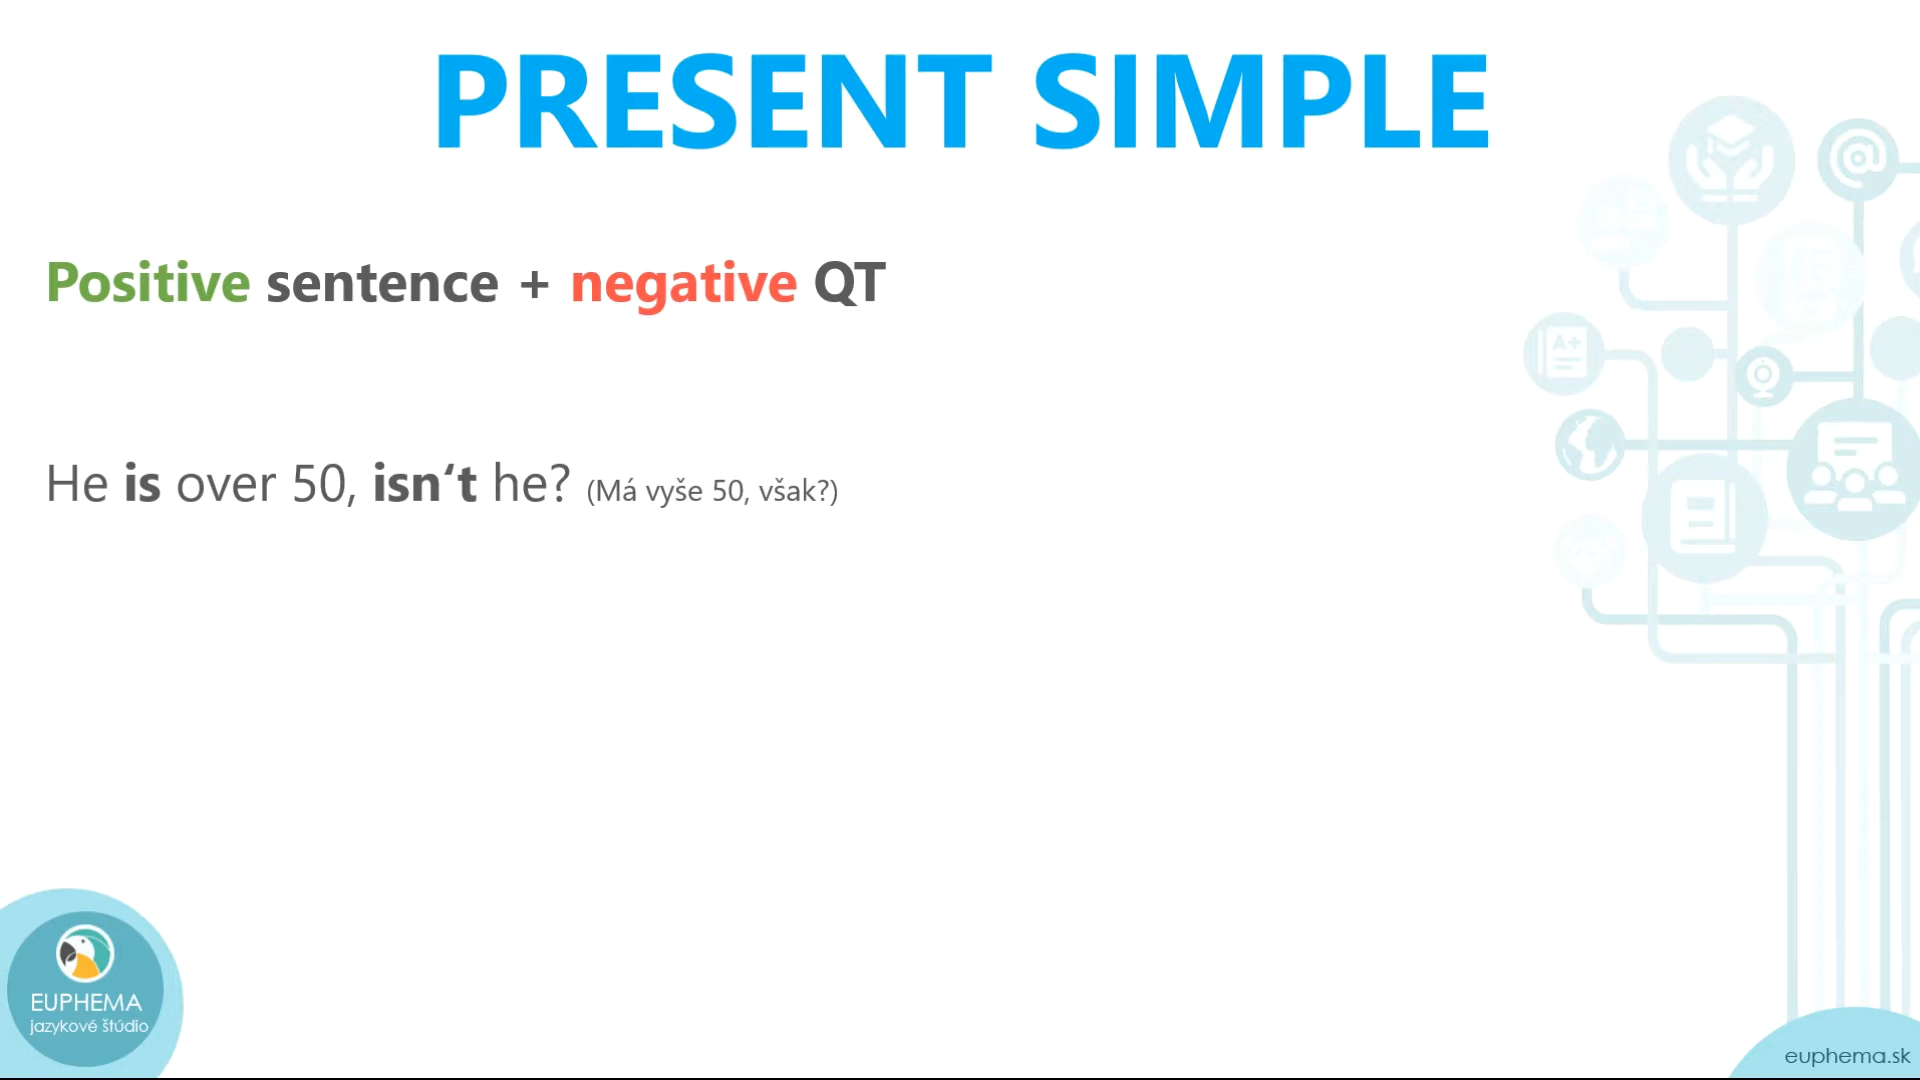 PRESENT SIMPLE
Positive sentence + negative QT
He is over 50, isn‘t he? (Má vyše 50, však?)
A+
EUPHEMA
jazykové štúdio
euphema.sk